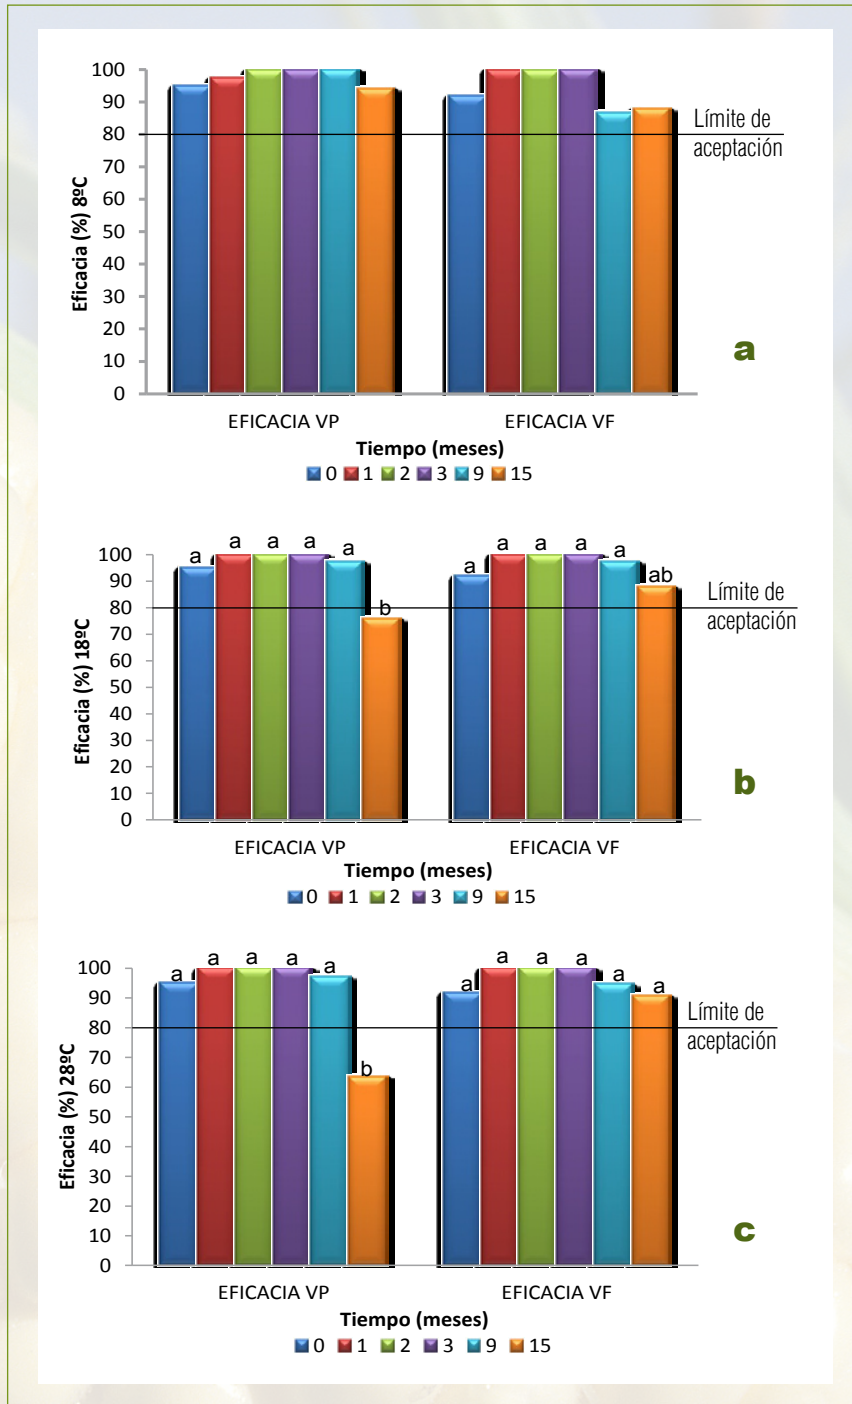 100
90
80
70
60
50
40
30
20
10
0
Eficacia (%) 8ºC
Límite de
aceptación
a
EFICACIA VP
EFICACIA VF
Tiempo (meses)
0 1 2 3 9 15
a a a a a b
a a a a a ab
100
90
80
70
60
50
40
30
20
10
0
Eficacia (%) 18ºC
Límite de
aceptación
b
EFICACIA VP
EFICACIA VF
Tiempo (meses)
0 1 2 3 9 15
a a a a a b
a a a a a a
100
90
80
70
60
50
40
30
20
10
0
Eficacia (%) 28ºC
Límite de
aceptación
c
EFICACIA VP
EFICACIA VF
Tiempo (meses)
0 1 2 3 9 15